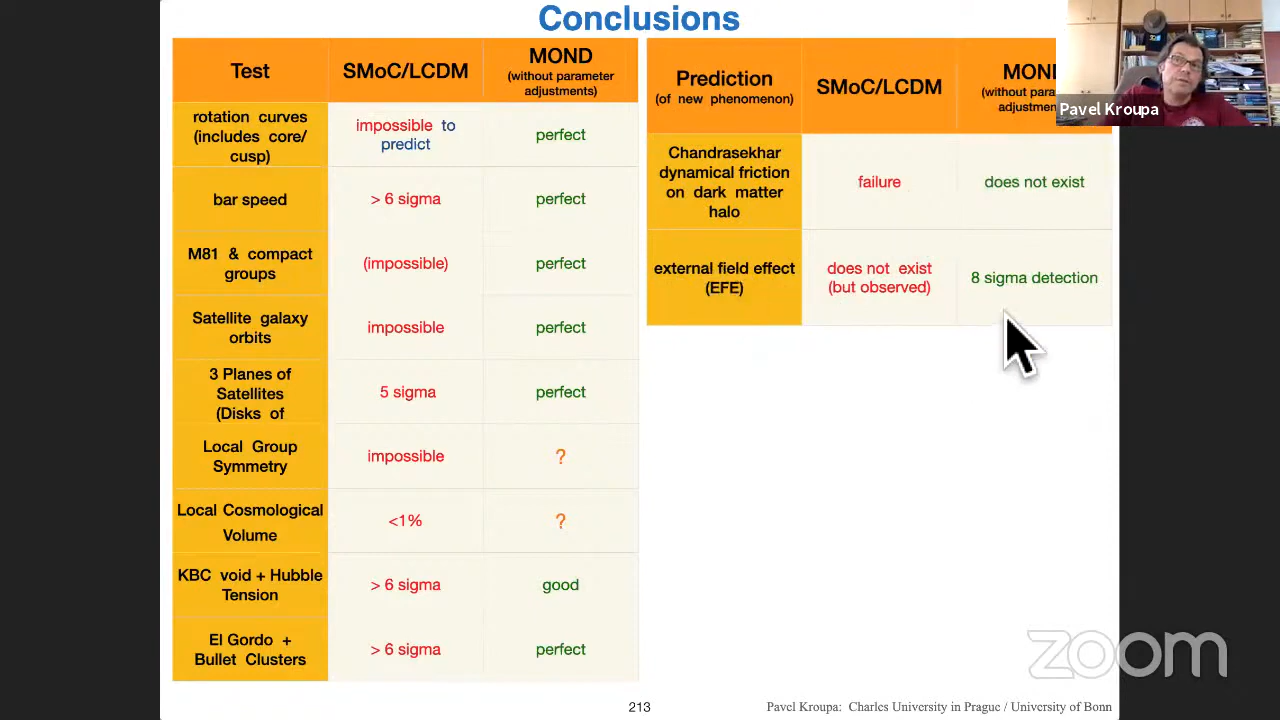 Conclusions
Test
SMoC/LCDM
MOND
(without parameter
adjustments)
rotation curves
(includes core/
cusp)
impossible to
predict
perfect
bar speed
> 6 sigma
perfect
M81 & compact
groups
(impossible)
perfect
Satellite galaxy
orbits
impossible
perfect
3 Planes of
Satellites
(Disks of
5 sigma
perfect
Local Group
Symmetry
impossible
?
Local Cosmological
Volume
<1%
?
KBC void + Hubble
Tension
> 6 sigma
good
El Gordo +
Bullet Clusters
> 6 sigma
perfect
Prediction
(of new phenomenon)
SMoC/LCDM
MOND
(without para
adjustmen
Chandrasekhar
dynamical friction
on dark matter
halo
failure
does not exist
external field effect
(EFE)
does not exist
(but observed)
8 sigma detection
Pavel Kroupa
zoom
213
Pavel Kroupa: Charles University in Prague / University of Bonn